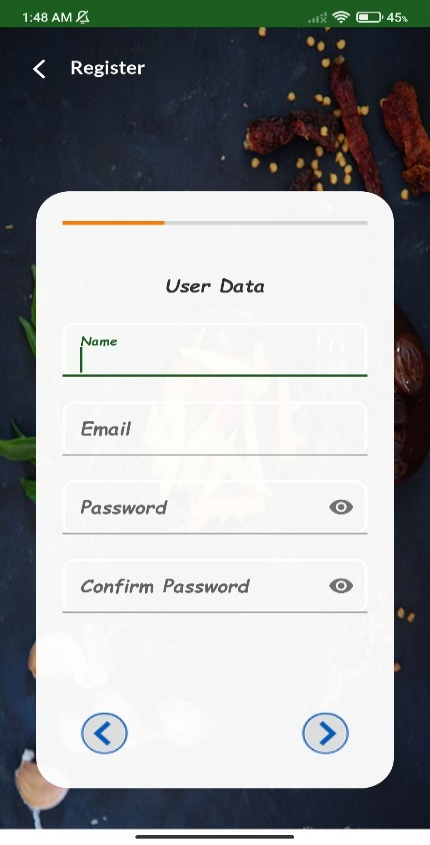 1:48 AM
45%
Register
User Data
Name
Email
Password
Confirm Password